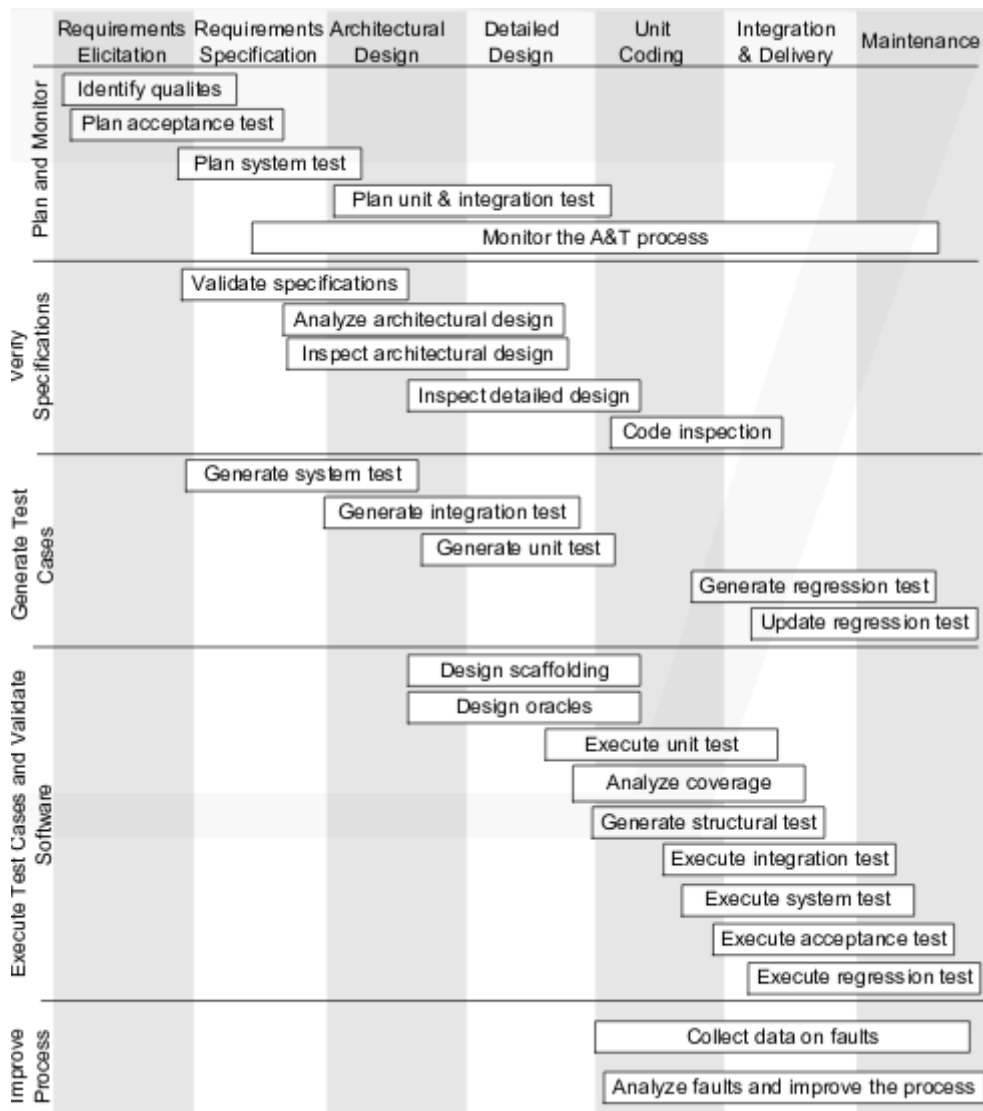 Requirements Elicitation
Requirements Specification
Architectural Design
Detailed Design
Unit Coding
Integration & Delivery
Maintenance
Plan and Monitor
Identify qualites
Plan acceptance test
Plan system test
Plan unit & integration test
Monitor the A&T process
Verify Specifications
Validate specifications
Analyze architectural design
Inspect architectural design
Inspect detailed design
Code inspection
Generate Test Cases
Generate system test
Generate integration test
Generate unit test
Generate regression test
Update regression test
Execute Test Cases and Validate Software
Design scaffolding
Design oracles
Execute unit test
Analyze coverage
Generate structural test
Execute integration test
Execute system test
Execute acceptance test
Execute regression test
Improve Process
Collect data on faults
Analyze faults and improve the process